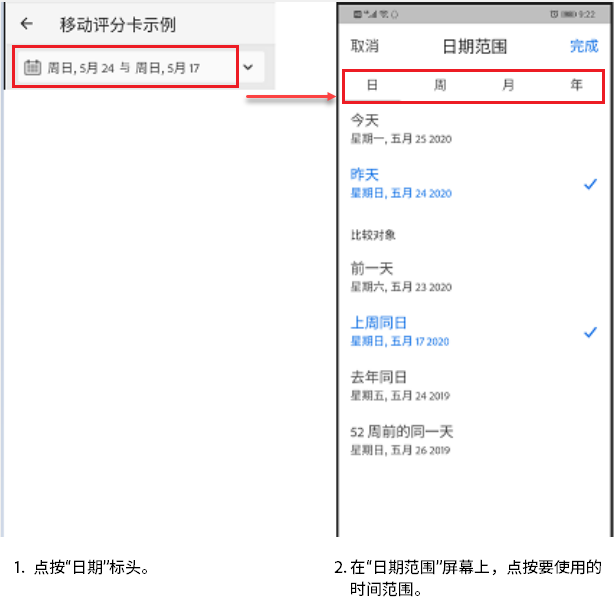 移动评分卡示例
周日, 5月 24 与 周日, 5月 17
9:22
取消 日期范围 完成
日 周 月 年
今天
星期一, 五月 25 2020
昨天
星期日, 五月 24 2020
比较对象
前一天
星期六, 五月 23 2020
上周同日
星期日, 五月 17 2020
去年同日
星期五, 五月 24 2019
52 周前的同一天
星期日, 五月 26 2019
1. 点按“日期”标头。
2. 在“日期范围”屏幕上，点按要使用的
时间范围。